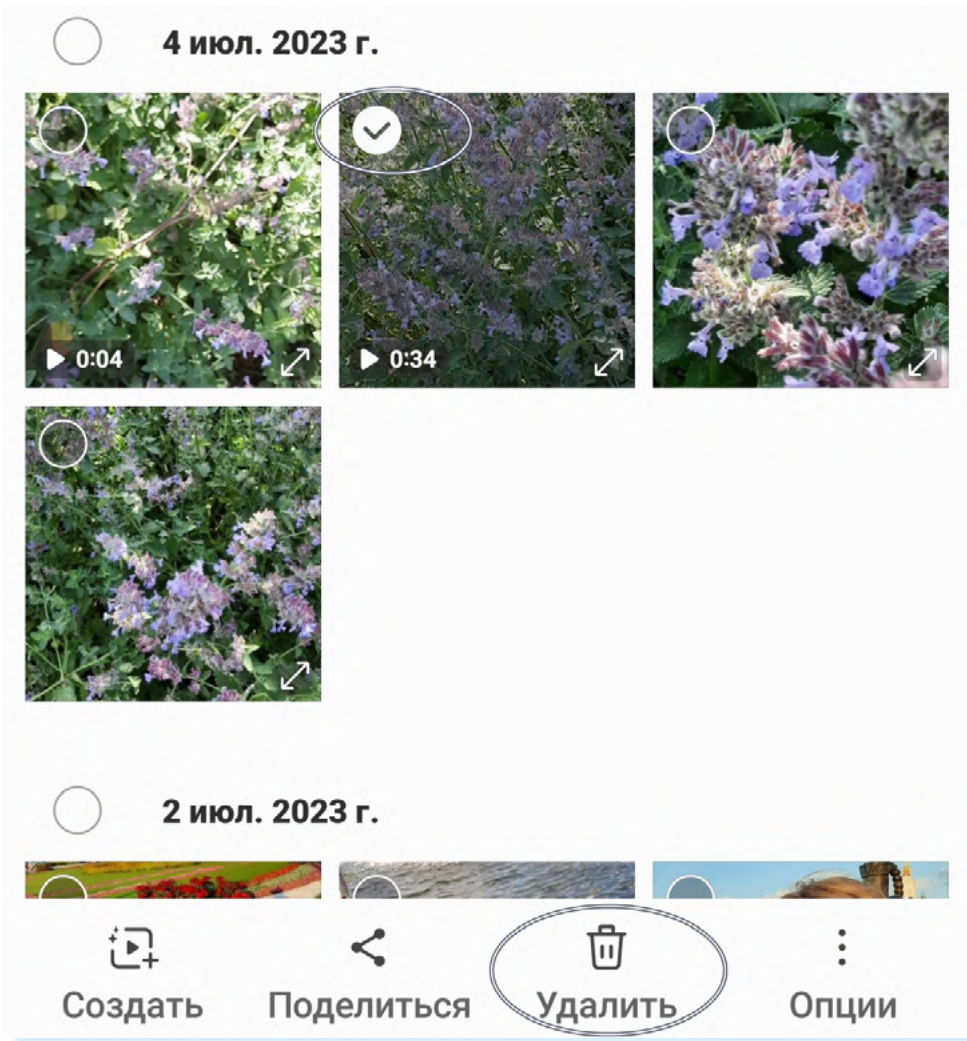 4 июл. 2023 г.
0:04
0:34
2 июл. 2023 г.
Создать
Поделиться
Удалить
Опции